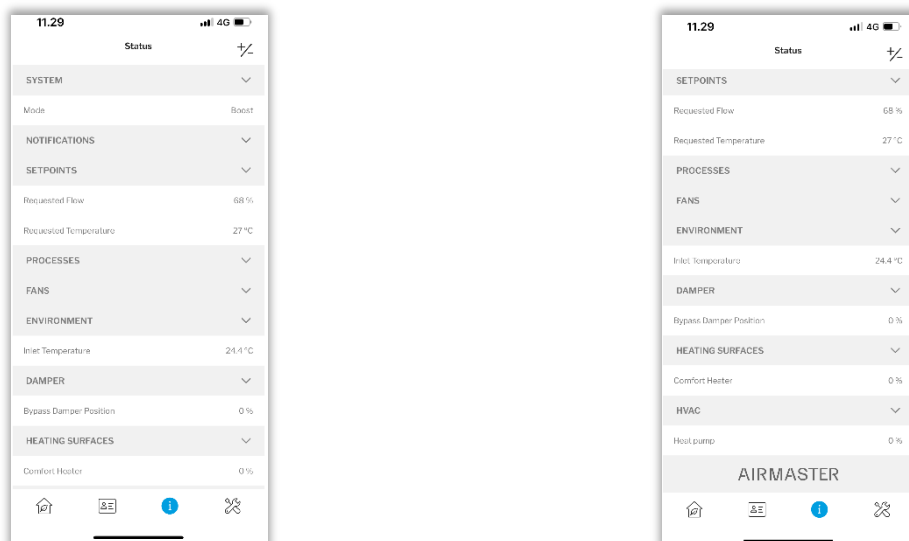 11.29 4G
Status
SYSTEM
Mode Boost
NOTIFICATIONS
SETPOINTS
Requested Flow 68 %
Requested Temperature 27 °C
PROCESSES
FANS
ENVIRONMENT
Inlet Temperature 24.4 °C
DAMPER
Bypass Damper Position 0 %
HEATING SURFACES
Comfort Heater 0 %
11.29 4G
Status
SETPOINTS
Requested Flow 68 %
Requested Temperature 27 °C
PROCESSES
FANS
ENVIRONMENT
Inlet Temperature 24.4 °C
DAMPER
Bypass Damper Position 0 %
HEATING SURFACES
Comfort Heater 0 %
HVAC
Heat pump 0 %
AIRMASTER